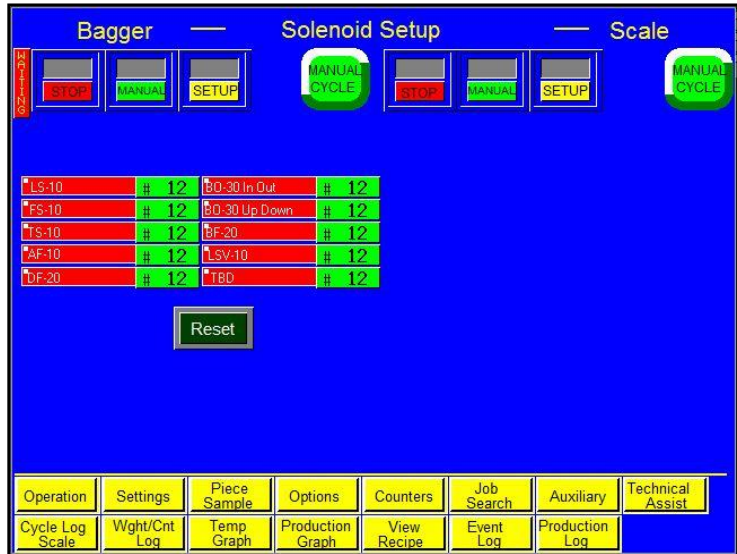 Bagger — Solenoid Setup — Scale
WAITING
STOP MANUAL SETUP MANUAL CYCLE STOP MANUAL SETUP MANUAL CYCLE
LS-10 # 12 BO-30 In Out # 12
FS-10 # 12 BO-30 Up Down # 12
TS-10 # 12 BF-20 # 12
AF-10 # 12 LSV-10 # 12
DF-20 # 12 TBD # 12
Reset
Operation Settings Piece Sample Options Counters Job Search Auxiliary Technical Assist
Cycle Log Scale Wght/Cnt Log Temp Graph Production Graph View Recipe Event Log Production Log